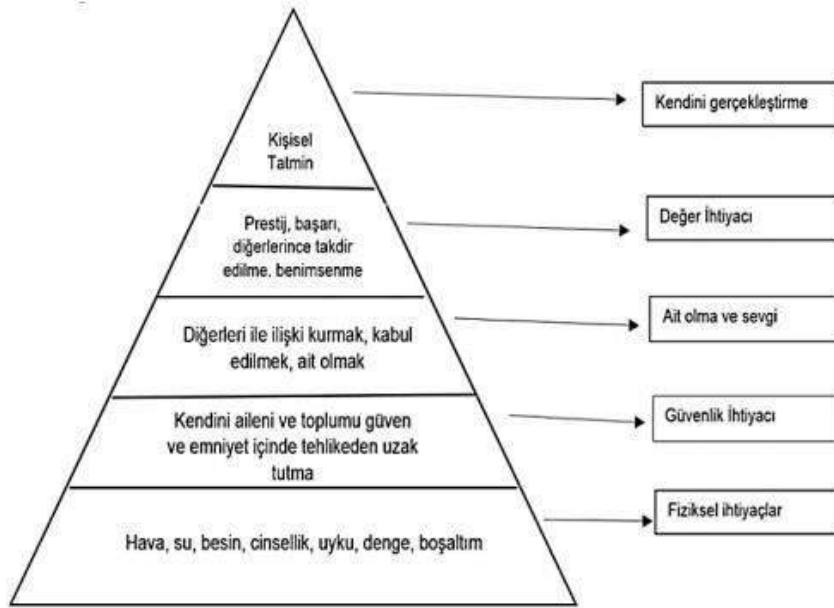 Kişisel
Tatmin
Kendini gerçekleştirme
Prestij, başarı,
diğerlerince takdir
edilme. benimsenme
Değer İhtiyacı
Diğerleri ile ilişki kurmak, kabul
edilmek, ait olmak
Ait olma ve sevgi
Kendini aileni ve toplumu güven
ve emniyet içinde tehlikeden uzak
tutma
Güvenlik İhtiyacı
Hava, su, besin, cinsellik, uyku, denge, boşaltım
Fiziksel ihtiyaçlar